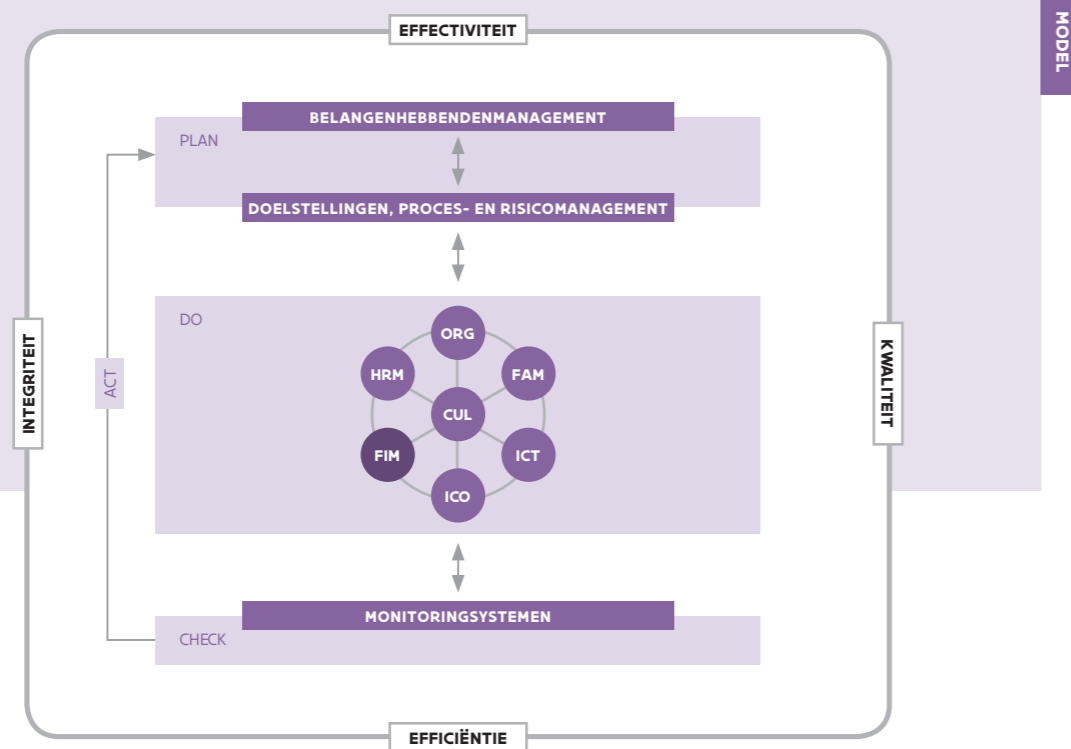 MODEL
EFFECTIVITEIT
BELANGENHEBBENDENMANAGEMENT
PLAN
DOELSTELLINGEN, PROCES- EN RISICOMANAGEMENT
DO
ORG
HRM
FAM
CUL
FIM
ICT
ICO
INTEGRITEIT
ACT
KWALITEIT
MONITORINGSYSTEMEN
CHECK
EFFICIËNTIE